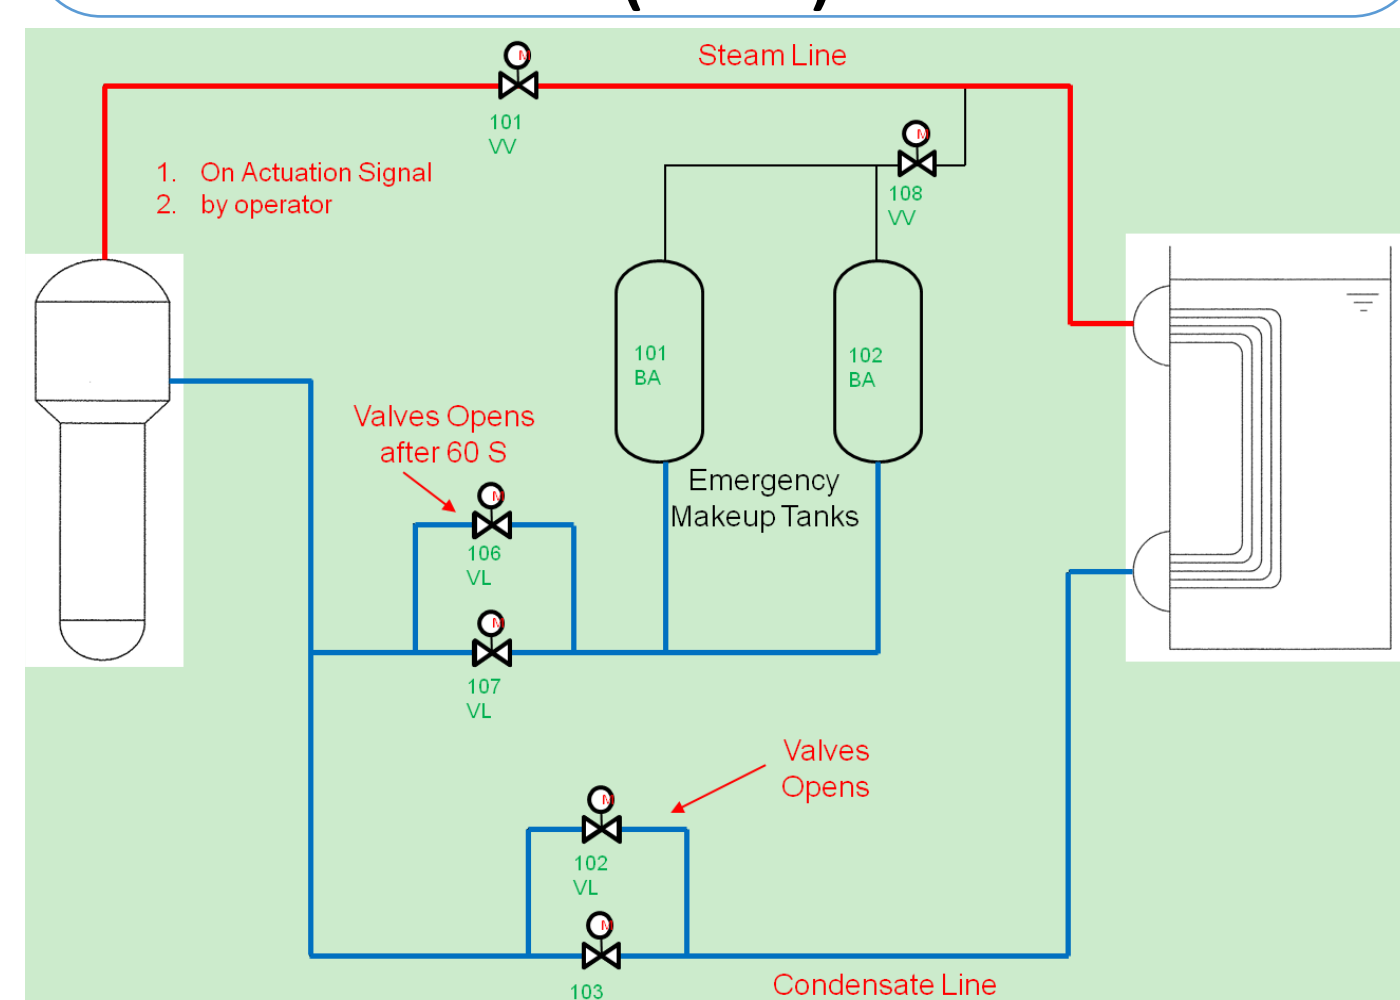 M
Steam Line
101
VV
M
108
VV
1. On Actuation Signal
2. by operator
101
BA
102
BA
Valves Opens
after 60 S
Emergency
Makeup Tanks
M
106
VL
M
107
VL
Valves
Opens
M
102
VL
M
103
Condensate Line